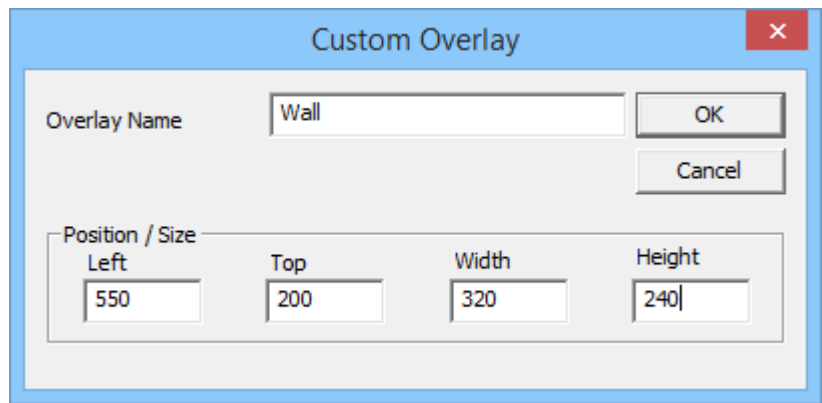 Custom Overlay
Overlay Name Wall OK
Cancel
Position / Size
Left Top Width Height
550 200 320 240